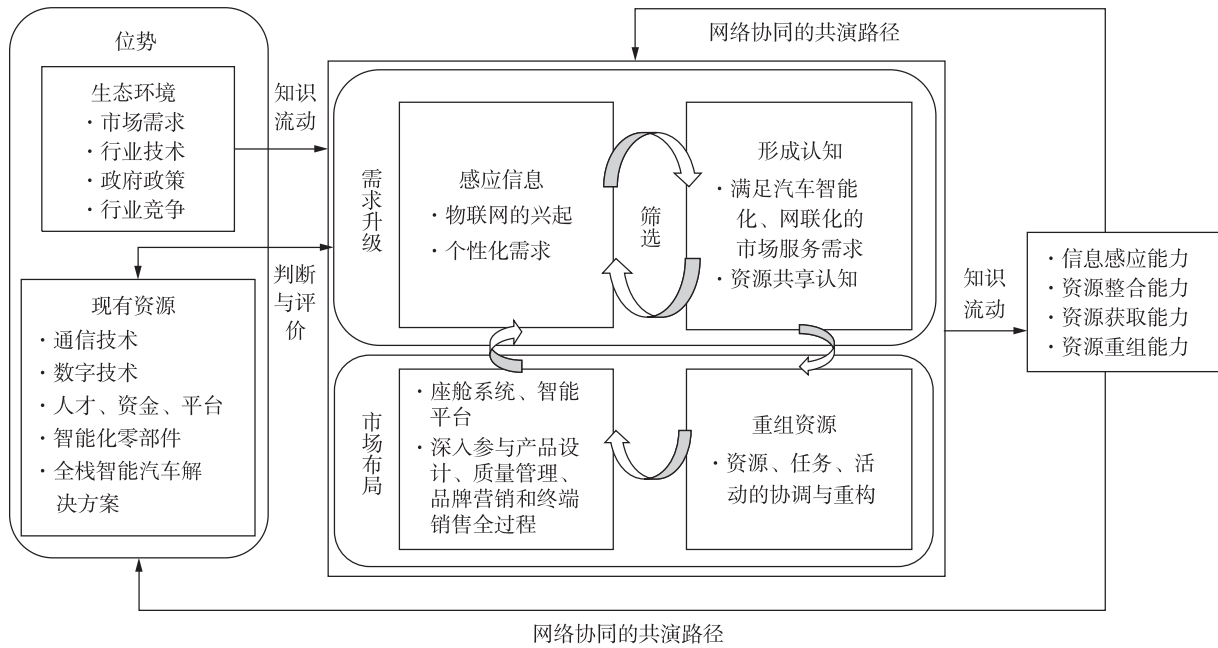 位势
生态环境
·市场需求
·行业技术
·政府政策
·行业竞争
现有资源
·通信技术
·数字技术
·人才、资金、平台
·智能化零部件
·全栈智能汽车解
决方案
知识
流动
判断
与评
价
网络协同的共演路径
需求升级
感应信息
·物联网的兴起
·个性化需求
筛选
形成认知
·满足汽车智能
化、网联化的
市场服务需求
·资源共享认知
市场布局
·座舱系统、智能
平台
·深入参与产品设
计、质量管理、
品牌营销和终端
销售全过程
重组资源
·资源、任务、活
动的协调与重构
知识
流动
·信息感应能力
·资源整合能力
·资源获取能力
·资源重组能力
网络协同的共演路径